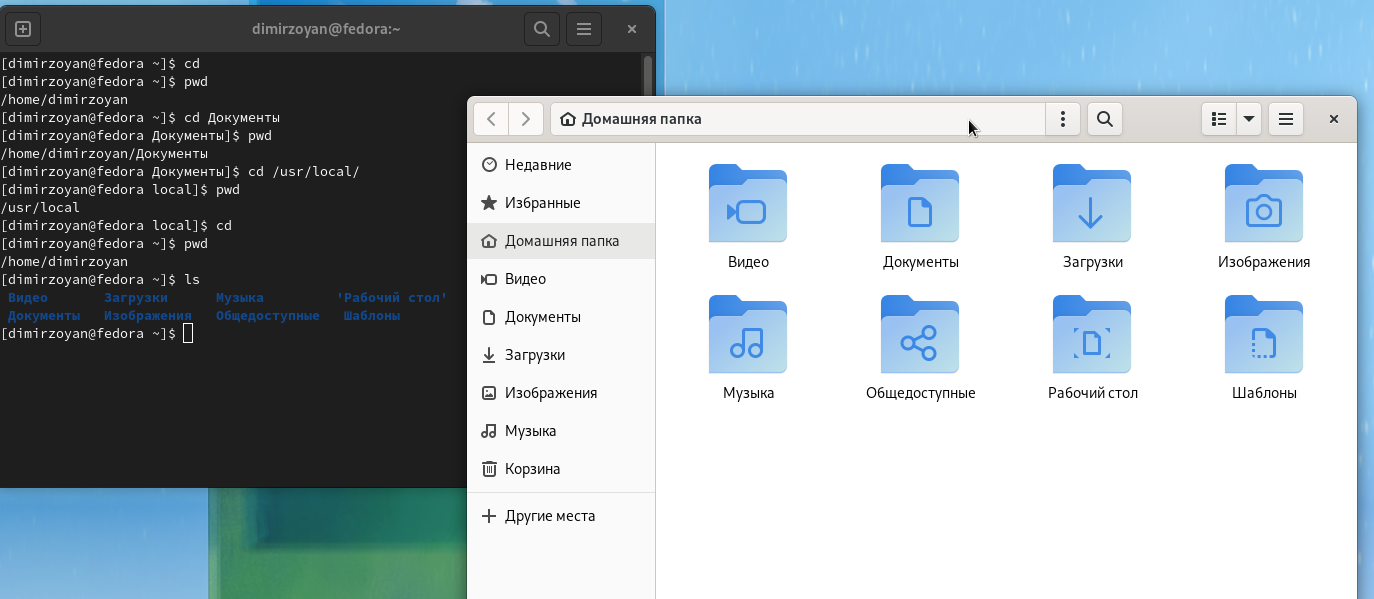 dimirzoyan@fedora:~
[dimirzoyan@fedora ~]$ cd
[dimirzoyan@fedora ~]$ pwd
/home/dimirzoyan
[dimirzoyan@fedora ~]$ cd Документы
[dimirzoyan@fedora Документы]$ pwd
/home/dimirzoyan/Документы
[dimirzoyan@fedora Документы]$ cd /usr/local/
[dimirzoyan@fedora local]$ pwd
/usr/local
[dimirzoyan@fedora local]$ cd
[dimirzoyan@fedora ~]$ pwd
/home/dimirzoyan
[dimirzoyan@fedora ~]$ ls
Видео Загрузки Музыка 'Рабочий стол'
Документы Изображения Общедоступные Шаблоны
[dimirzoyan@fedora ~]$
Домашняя папка
Недавние
Избранные
Домашняя папка
Видео
Документы
Загрузки
Изображения
Музыка
Корзина
Другие места
Видео Документы Загрузки Изображения
Музыка Общедоступные Рабочий стол Шаблоны